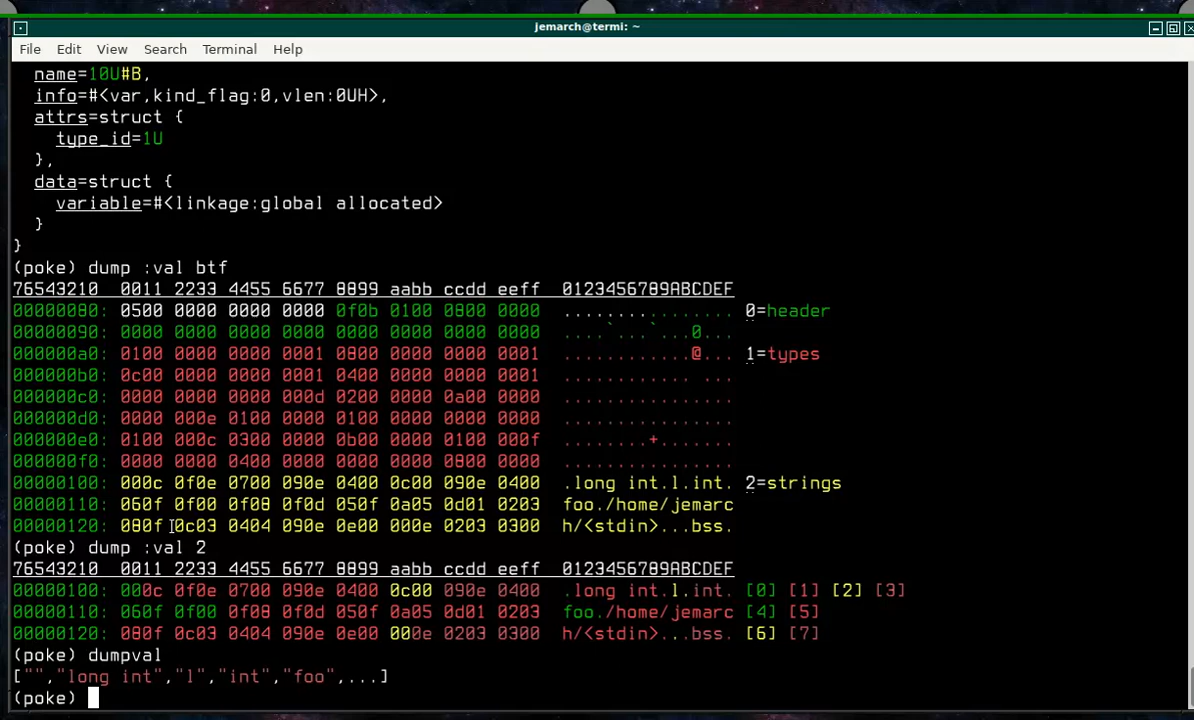 jemarch@termi: ~
File Edit View Search Terminal Help
name=10U#B,
info=#<var,kind_flag:0,vlen:0UH>,
attrs=struct {
type_id=1U
},
data=struct {
variable=#<linkage:global allocated>
}
}
(poke) dump :val btf
76543210 0011 2233 4455 6677 8899 aabb ccdd eeff 0123456789ABCDEF
00000080: 0500 0000 0000 0000 0f0b 0100 0800 0000 ................ 0=header
00000090: 0000 0000 0000 0000 0000 0000 0000 0000 ....`...`...0...
000000a0: 0100 0000 0000 0001 0800 0000 0000 0001 ............@... 1=types
000000b0: 0c00 0000 0000 0001 0400 0000 0000 0001 ............ ...
000000c0: 0000 0000 0000 000d 0200 0000 0a00 0000 ................
000000d0: 0000 000e 0100 0000 0100 0000 0000 0000 ................
000000e0: 0100 000c 0300 0000 0b00 0000 0100 000f ........+.......
000000f0: 0000 0000 0400 0000 0000 0000 0800 0000 ................
00000100: 000c 0f0e 0700 090e 0400 0c00 090e 0400 .long int.l.int. 2=strings
00000110: 060f 0f00 0f08 0f0d 050f 0a05 0d01 0203 foo./home/jemarc
00000120: 080f 0c03 0404 090e 0e00 000e 0203 0300 h/<stdin>...bss.
(poke) dump :val 2
76543210 0011 2233 4455 6677 8899 aabb ccdd eeff 0123456789ABCDEF
00000100: 000c 0f0e 0700 090e 0400 0c00 090e 0400 .long int.l.int. [0] [1] [2] [3]
00000110: 060f 0f00 0f08 0f0d 050f 0a05 0d01 0203 foo./home/jemarc [4] [5]
00000120: 080f 0c03 0404 090e 0e00 000e 0203 0300 h/<stdin>...bss. [6] [7]
(poke) dumpval
["","long int","l","int","foo",...]
(poke)